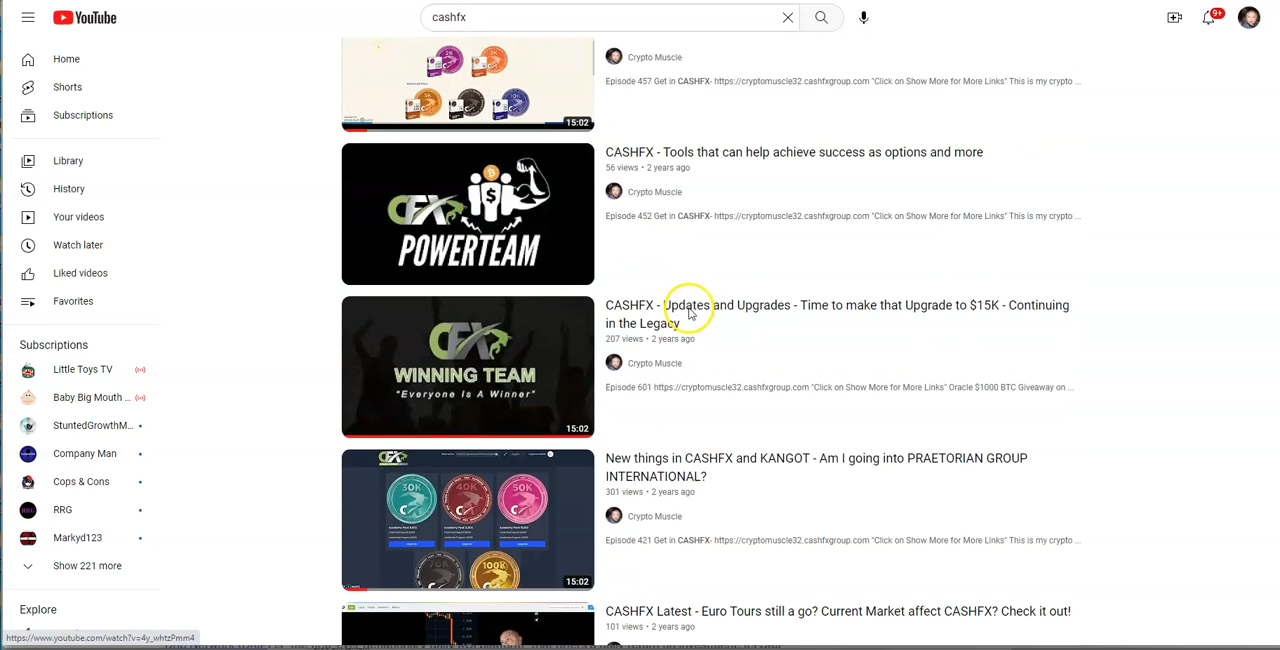 YouTube
cashfx
9+
Home
Shorts
Subscriptions
Library
History
Your videos
Watch later
Liked videos
Favorites
Subscriptions
Little Toys TV
Baby Big Mouth ...
StuntedGrowthM...
Company Man
Cops & Cons
RRG
Markyd123
Show 221 more
Explore
https://www.youtube.com/watch?v=4y_whtzPmm4
15:02
Crypto Muscle
Episode 457 Get in CASHFX- https://cryptomuscle32.cashfxgroup.com "Click on Show More for More Links" This is my crypto ...
CFX
POWERTEAM
CASHFX - Tools that can help achieve success as options and more
56 views • 2 years ago
Crypto Muscle
Episode 452 Get in CASHFX- https://cryptomuscle32.cashfxgroup.com "Click on Show More for More Links" This is my crypto ...
CFX
WINNING TEAM
"Everyone Is A Winner"
15:02
CASHFX - Updates and Upgrades - Time to make that Upgrade to $15K - Continuing
in the Legacy
207 views • 2 years ago
Crypto Muscle
Episode 601 https://cryptomuscle32.cashfxgroup.com "Click on Show More for More Links" Oracle $1000 BTC Giveaway on ...
CFX
30K 40K 50K
100K
15:02
New things in CASHFX and KANGOT - Am I going into PRAETORIAN GROUP
INTERNATIONAL?
301 views • 2 years ago
Crypto Muscle
Episode 421 Get in CASHFX- https://cryptomuscle32.cashfxgroup.com "Click on Show More for More Links" This is my crypto ...
CASHFX Latest - Euro Tours still a go? Current Market affect CASHFX? Check it out!
101 views • 2 years ago